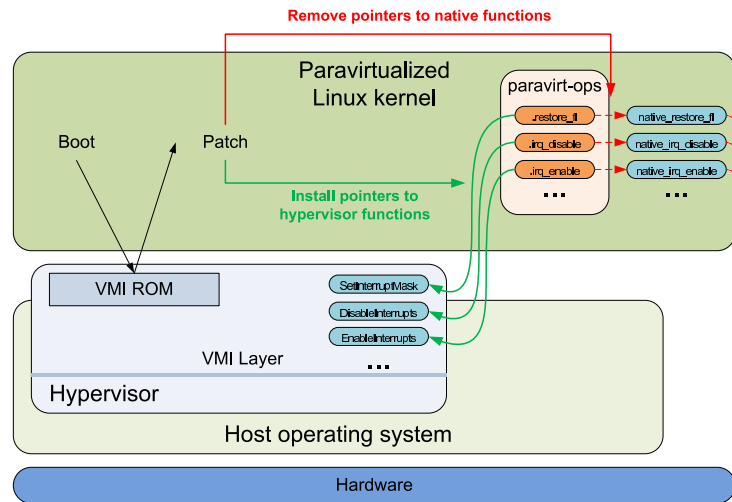 Remove pointers to native functions
Paravirtualized
Linux kernel
paravirt-ops
.restore_fl
native_restore_fl
Boot
Patch
.irq_disable
native_irq_disable
.irq_enable
native_irq_enable
...
...
Install pointers to
hypervisor functions
VMI ROM
SetInterruptMask
DisableInterrupts
EnableInterrupts
VMI Layer
...
Hypervisor
Host operating system
Hardware